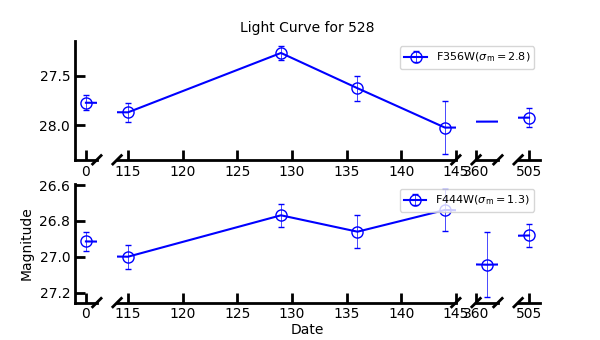 Light Curve for 528
F356W(σm = 2.8)
27.5
28.0
0 115 120 125 130 135 140 145 360 505
F444W(σm = 1.3)
26.6
26.8
27.0
27.2
Magnitude
0 115 120 125 130 135 140 145 360 505
Date